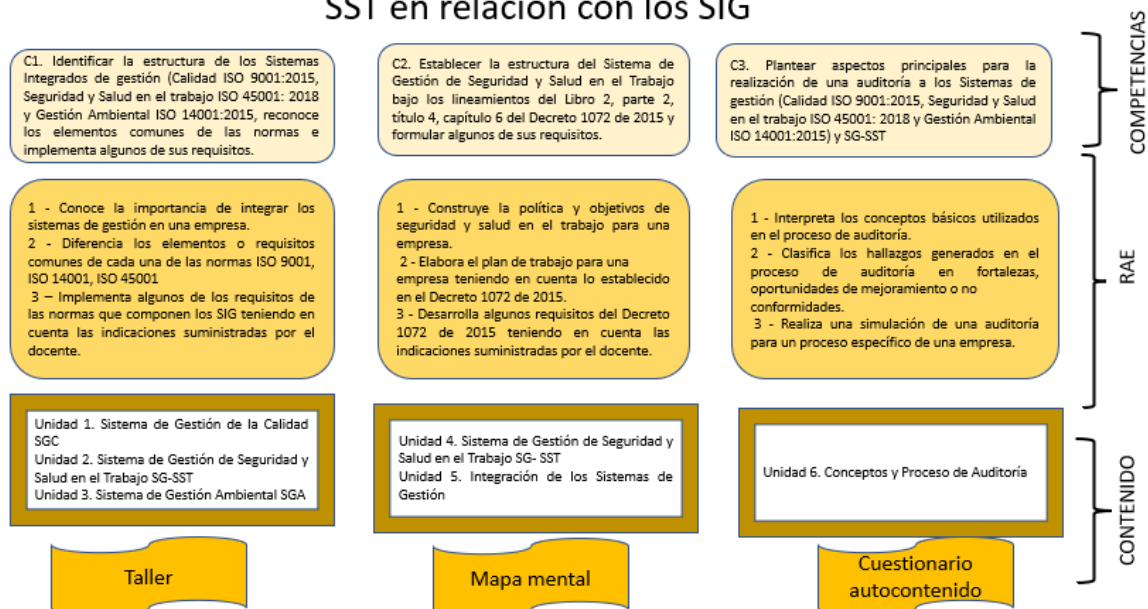 SST en relación con los SIG
C1. Identificar la estructura de los Sistemas
Integrados de gestión (Calidad ISO 9001:2015,
Seguridad y Salud en el trabajo ISO 45001: 2018
y Gestión Ambiental ISO 14001:2015, reconoce
los elementos comunes de las normas e
implementa algunos de sus requisitos.
C2. Establecer la estructura del Sistema de
Gestión de Seguridad y Salud en el Trabajo
bajo los lineamientos del Libro 2, parte 2,
título 4, capítulo 6 del Decreto 1072 de 2015 y
formular algunos de sus requisitos.
C3. Plantear aspectos principales para la
realización de una auditoría a los Sistemas de
gestión (Calidad ISO 9001:2015, Seguridad y Salud
en el trabajo ISO 45001: 2018 y Gestión Ambiental
ISO 14001:2015) y SG-SST
COMPETENCIAS
1 - Conoce la importancia de integrar los
sistemas de gestión en una empresa.
2 - Diferencia los elementos o requisitos
comunes de cada una de las normas ISO 9001,
ISO 14001, ISO 45001
3 – Implementa algunos de los requisitos de
las normas que componen los SIG teniendo en
cuenta las indicaciones suministradas por el
docente.
1 - Construye la política y objetivos de
seguridad y salud en el trabajo para una
empresa.
2 - Elabora el plan de trabajo para una
empresa teniendo en cuenta lo establecido
en el Decreto 1072 de 2015.
3 - Desarrolla algunos requisitos del Decreto
1072 de 2015 teniendo en cuenta las
indicaciones suministradas por el docente.
1 - Interpreta los conceptos básicos utilizados
en el proceso de auditoría.
2 - Clasifica los hallazgos generados en el
proceso de auditoría en fortalezas,
oportunidades de mejoramiento o no
conformidades.
3 - Realiza una simulación de una auditoría
para un proceso específico de una empresa.
RAE
Unidad 1. Sistema de Gestión de la Calidad
SGC
Unidad 2. Sistema de Gestión de Seguridad y
Salud en el Trabajo SG-SST
Unidad 3. Sistema de Gestión Ambiental SGA
Unidad 4. Sistema de Gestión de Seguridad y
Salud en el Trabajo SG- SST
Unidad 5. Integración de los Sistemas de
Gestión
Unidad 6. Conceptos y Proceso de Auditoría
CONTENIDO
Taller
Mapa mental
Cuestionario
autocontenido